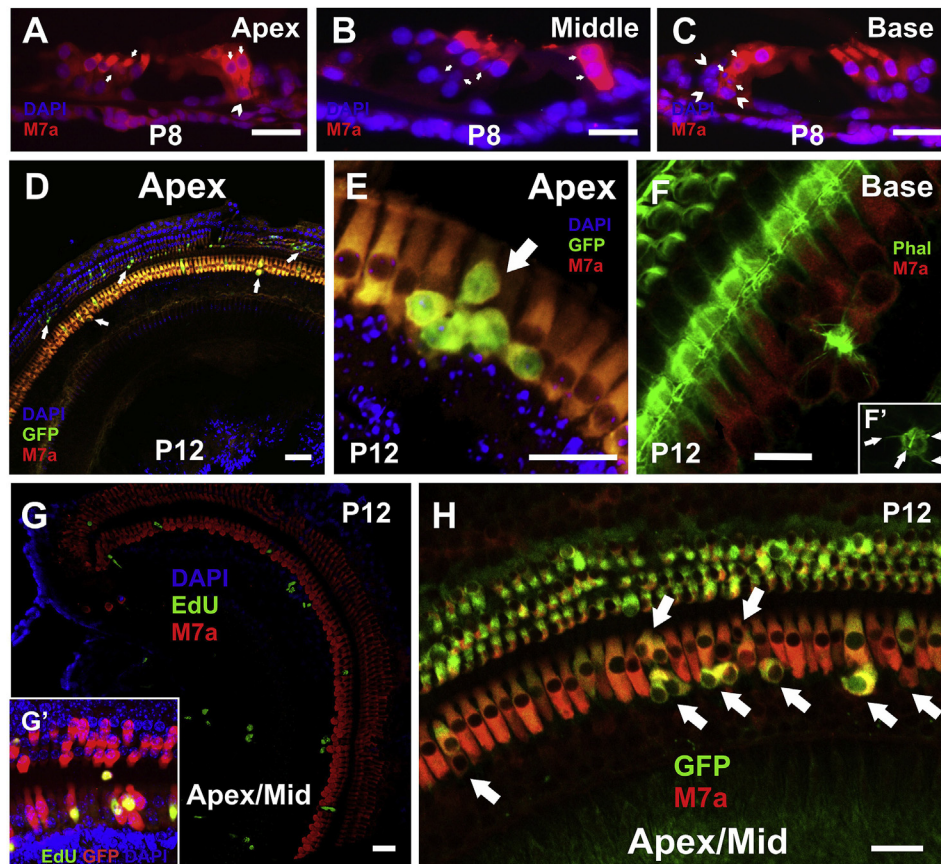 A
Apex
DAPI
M7a
P8
B
Middle
DAPI
M7a
P8
C
Base
DAPI
M7a
P8
D
Apex
DAPI
GFP
M7a
P12
E
Apex
DAPI
GFP
M7a
P12
F
Base
Phal
M7a
F'
P12
G
P12
DAPI
EdU
M7a
G'
Apex/Mid
EdU GFP DAPI
H
P12
GFP
M7a
Apex/Mid